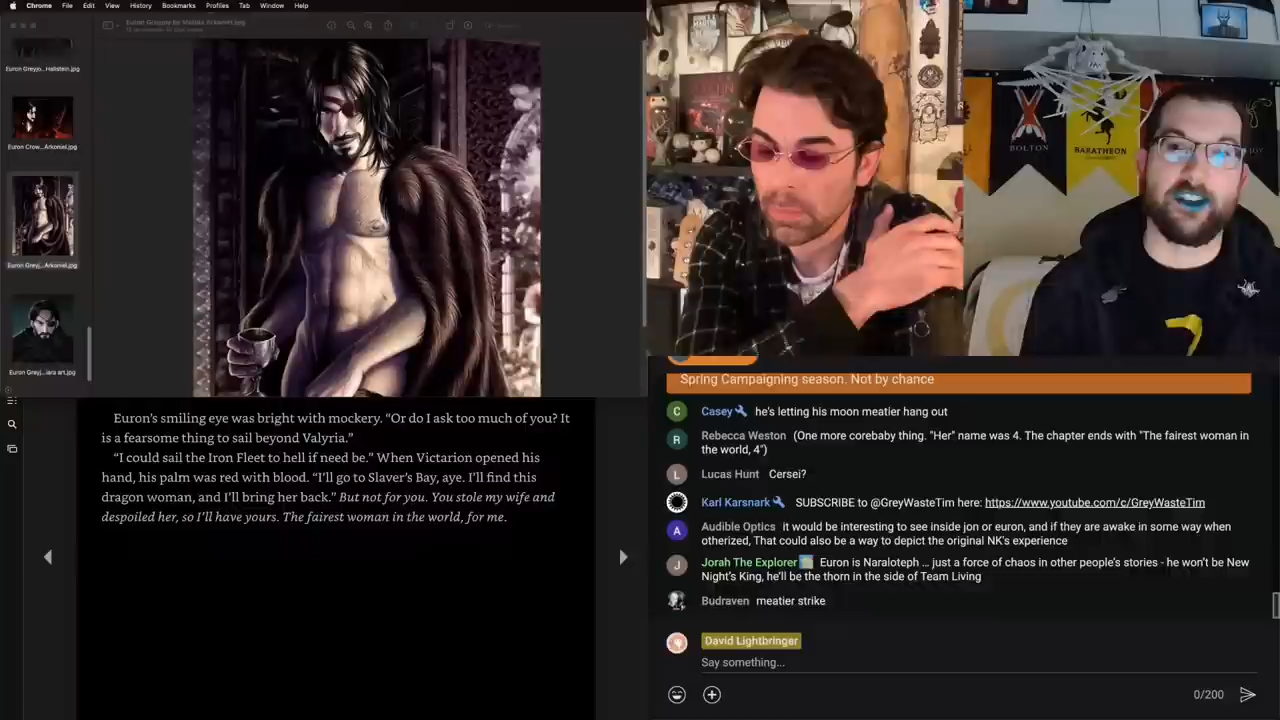 Chrome File Edit View History Bookmarks Profiles Tab Window Help
Euron Greyjoy by Mathia Arkoniel.jpg
Euron Greyjo...Hallstein.jpg
Euron Crow...Arkoniel.jpg
Euron Greyj...Arkoniel.jpg
Euron Greyj...iara art.jpg
BOLTON
BARATHEON
Euron's smiling eye was bright with mockery. “Or do I ask too much of you? It
is a fearsome thing to sail beyond Valyria.”
“I could sail the Iron Fleet to hell if need be.” When Victarion opened his
hand, his palm was red with blood. “I'll go to Slaver's Bay, aye. I'll find this
dragon woman, and I'll bring her back.” But not for you. You stole my wife and
despoiled her, so I'll have yours. The fairest woman in the world, for me.
Spring Campaigning season. Not by chance
C Casey he's letting his moon meatier hang out
R Rebecca Weston (One more corebaby thing. "Her" name was 4. The chapter ends with "The fairest woman in
the world, 4")
J Lucas Hunt Cersei?
Karl Karsnark SUBSCRIBE to @GreyWasteTim here: https://www.youtube.com/c/GreyWasteTim
A Audible Optics it would be interesting to see inside jon or euron, and if they are awake in some way when
otherized, That could also be a way to depict the original NK's experience
J Jorah The Explorer Euron is Naraloteph ... just a force of chaos in other people's stories - he won't be New
Night's King, he'll be the thorn in the side of Team Living
Budraven meatier strike
David Lightbringer
Say something...
0/200